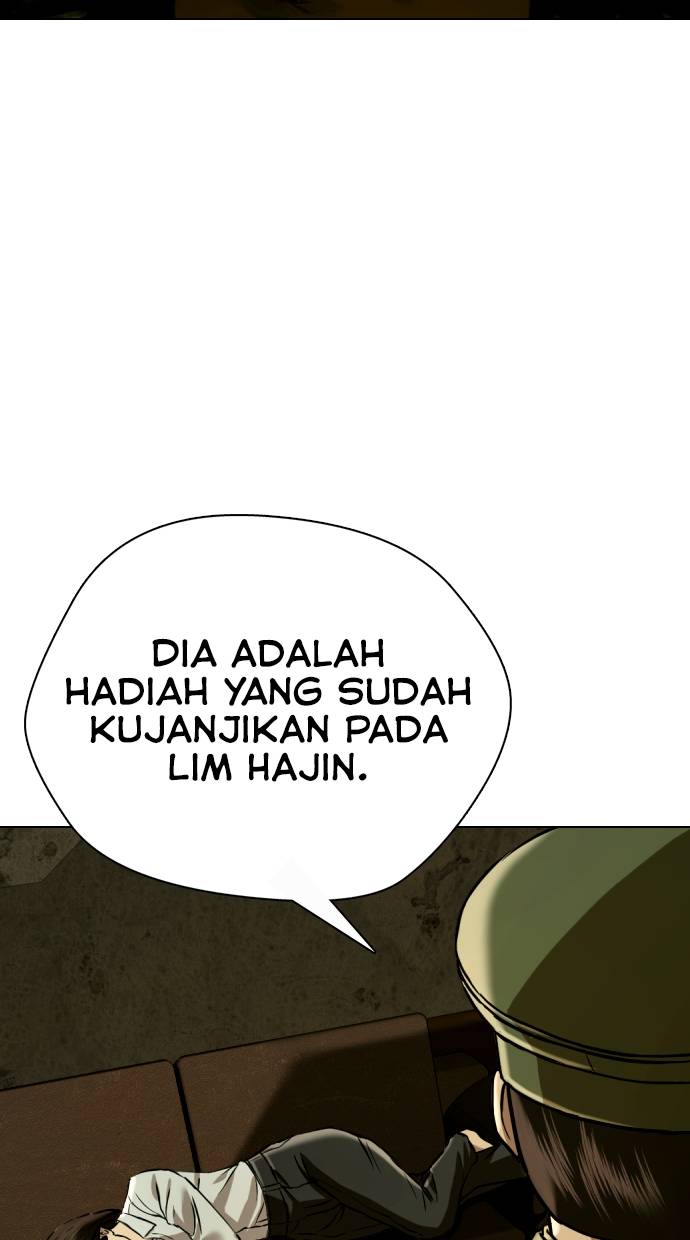 DIA ADALAH
HADIAH YANG SUDAH
KUJANJIKAN PADA
LIM HAJIN.